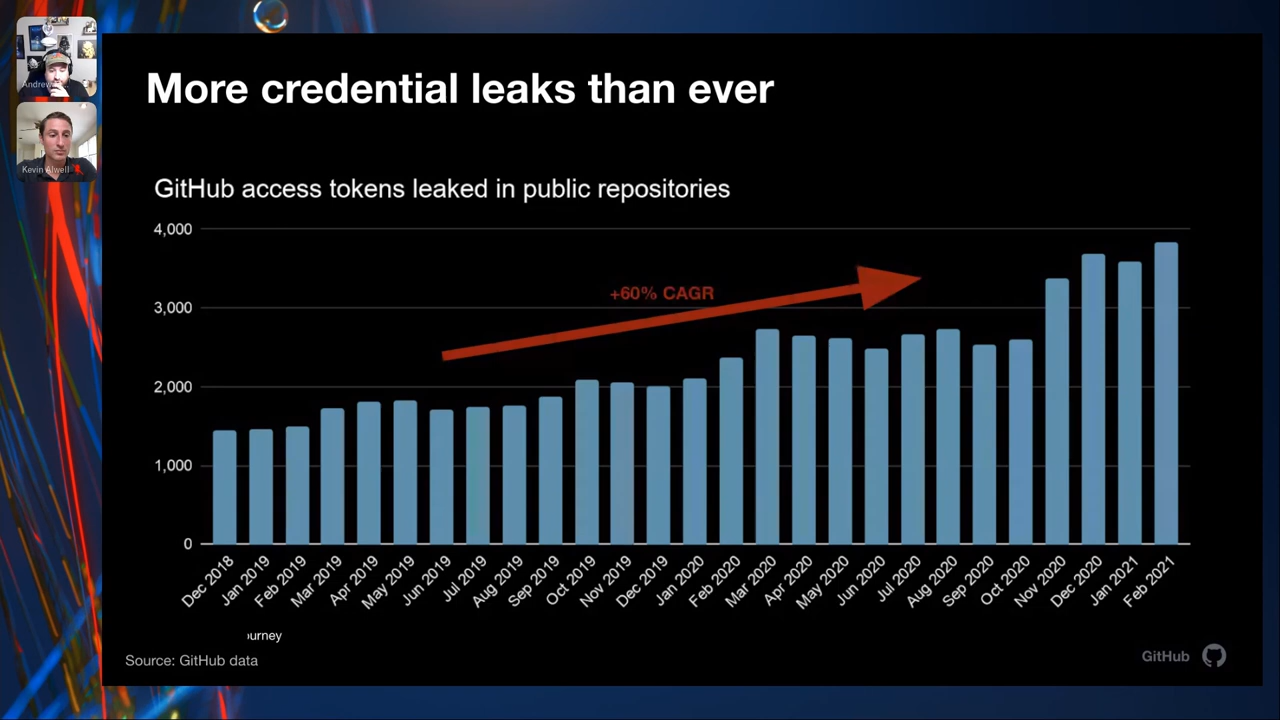 Andrew
Kevin Alwell
More credential leaks than ever
GitHub access tokens leaked in public repositories
4,000
3,000
2,000
1,000
0
+60% CAGR
Dec 2018
Jan 2019
Feb 2019
Mar 2019
Apr 2019
May 2019
Jun 2019
Jul 2019
Aug 2019
Sep 2019
Oct 2019
Nov 2019
Dec 2019
Jan 2020
Feb 2020
Mar 2020
Apr 2020
May 2020
Jun 2020
Jul 2020
Aug 2020
Sep 2020
Oct 2020
Nov 2020
Dec 2020
Jan 2021
Feb 2021
urney
Source: GitHub data
GitHub